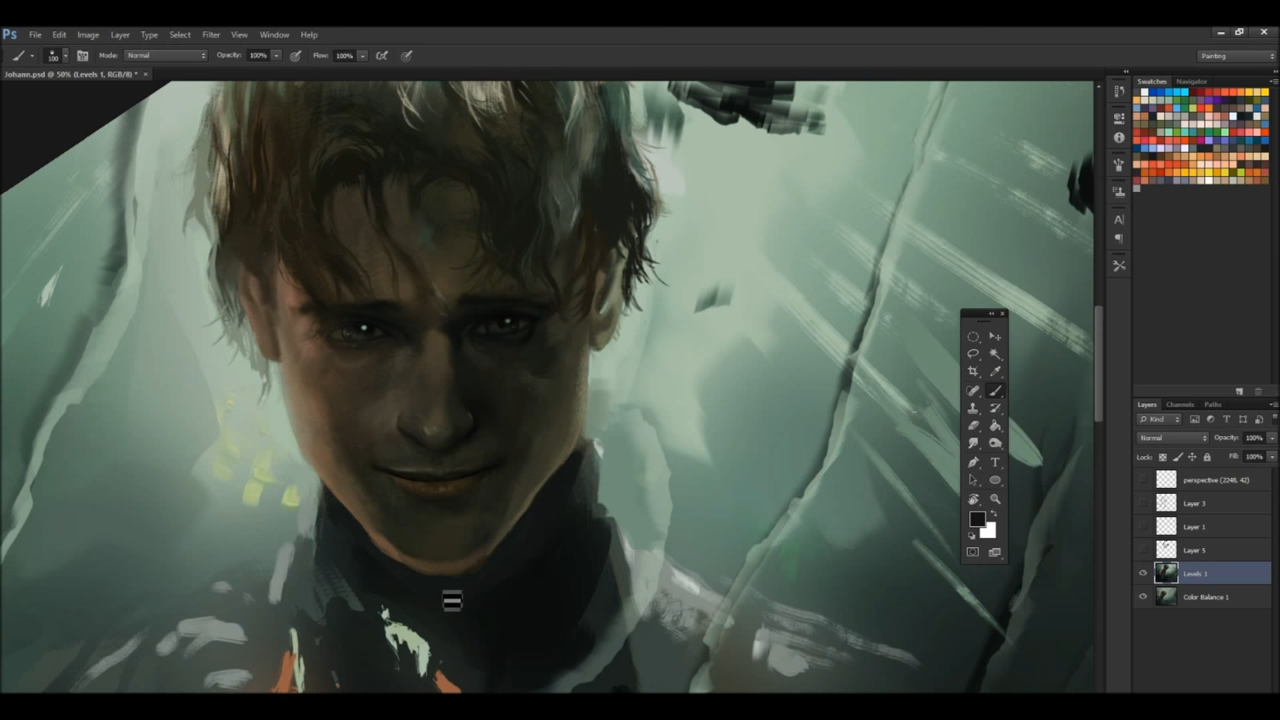 Ps File Edit Image Layer Type Select Filter View Window Help
100 Mode: Normal Opacity: 100% Flow: 100% Painting
Johann.psd @ 50% (Levels 1, RGB/8) * ×
Swatches Navigator
Layers Channels Paths
Kind
Normal Opacity: 100%
Lock: Fill: 100%
perspective (2248, 42)
Layer 3
Layer 1
Layer 5
Levels 1
Color Balance 1